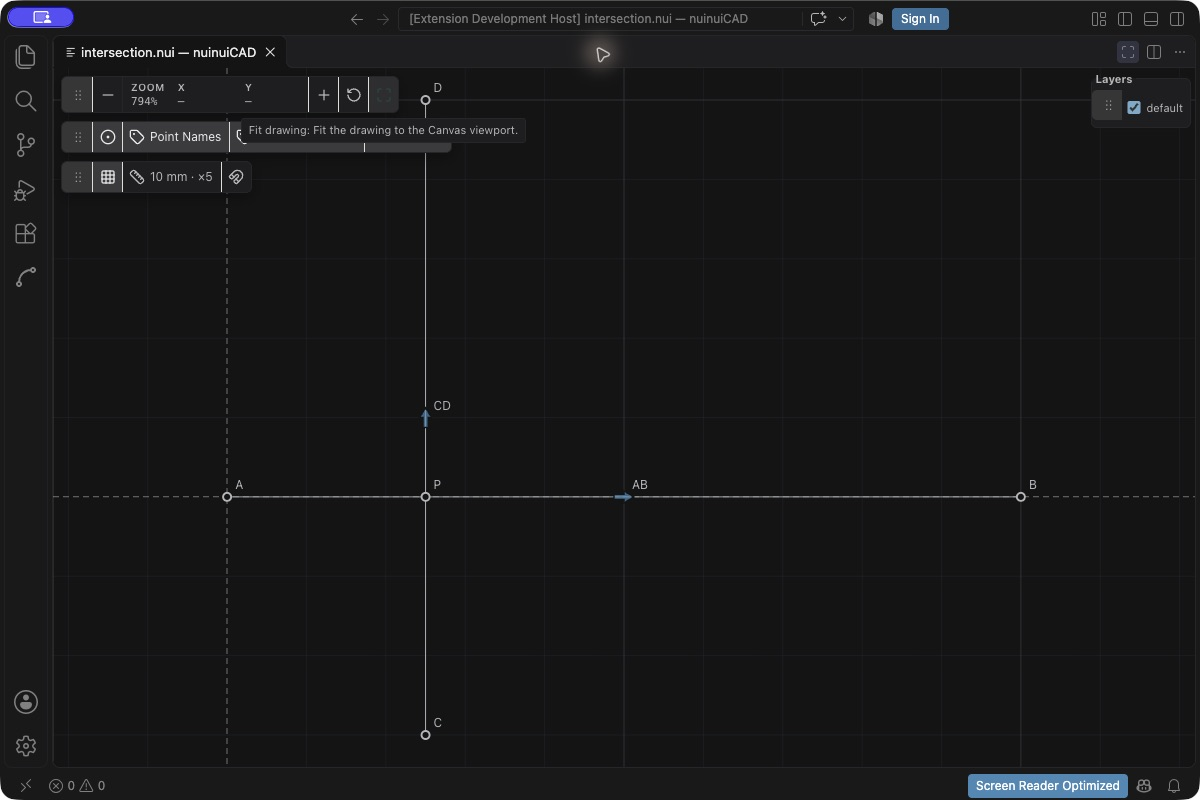 [Extension Development Host] intersection.nui — nuinuiCAD
Sign In
intersection.nui — nuinuiCAD
ZOOM X Y
794% – –
D
Layers
default
Point Names
Fit drawing: Fit the drawing to the Canvas viewport.
10 mm · ×5
CD
A P AB B
C
0 0
Screen Reader Optimized